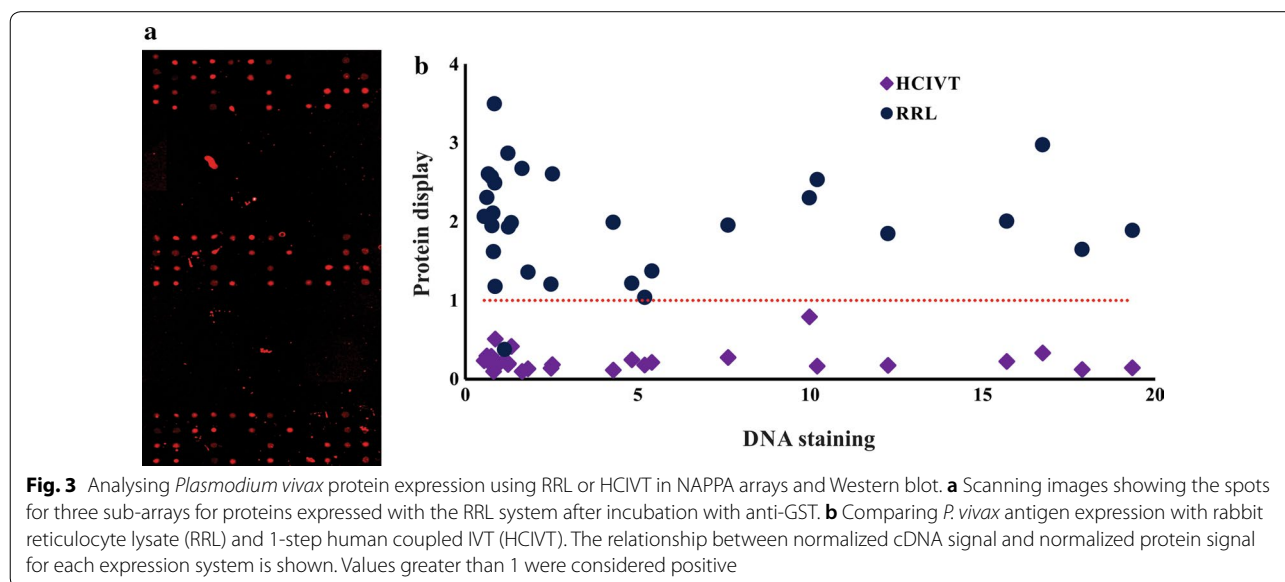 a
b
4
3
2
1
0
Protein display
HCIVT
RRL
0 5 10 15 20
DNA staining
Fig. 3 Analysing Plasmodium vivax protein expression using RRL or HCIVT in NAPPA arrays and Western blot. a Scanning images showing the spots
for three sub-arrays for proteins expressed with the RRL system after incubation with anti-GST. b Comparing P. vivax antigen expression with rabbit
reticulocyte lysate (RRL) and 1-step human coupled IVT (HCIVT). The relationship between normalized cDNA signal and normalized protein signal
for each expression system is shown. Values greater than 1 were considered positive